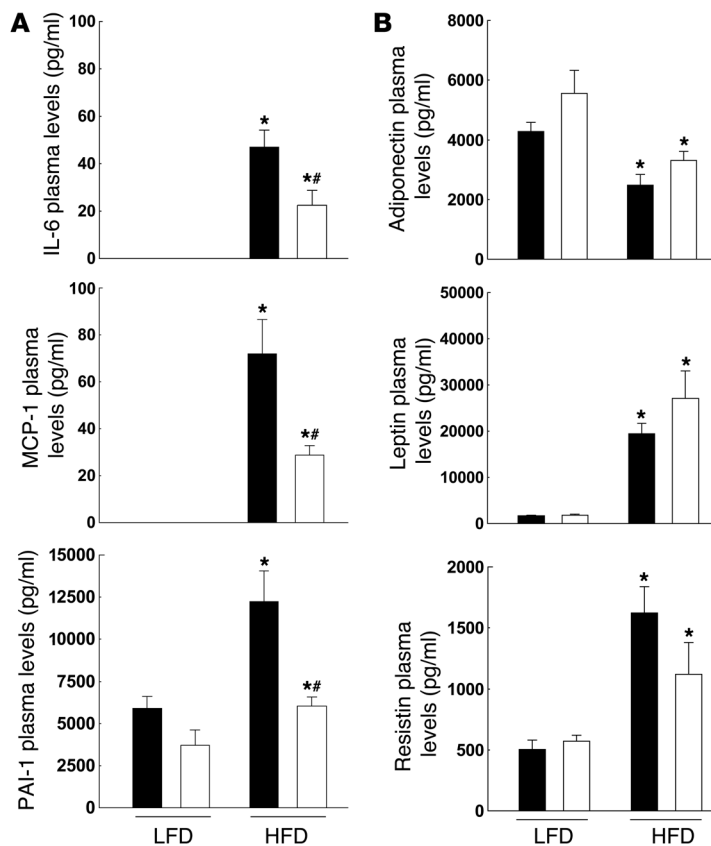 A
IL-6 plasma levels (pg/ml)
100
80
60
40
20
0
*
*#
MCP-1 plasma
levels (pg/ml)
100
80
60
40
20
0
*
*#
PAI-1 plasma levels (pg/ml)
15000
12500
10000
7500
5000
2500
0
*
*#
LFD
HFD
B
Adiponectin plasma
levels (pg/ml)
8000
6000
4000
2000
0
*
*
Leptin plasma
levels (pg/ml)
50000
40000
30000
20000
10000
0
*
*
Resistin plasma
levels (pg/ml)
2000
1500
1000
500
0
*
*
LFD
HFD